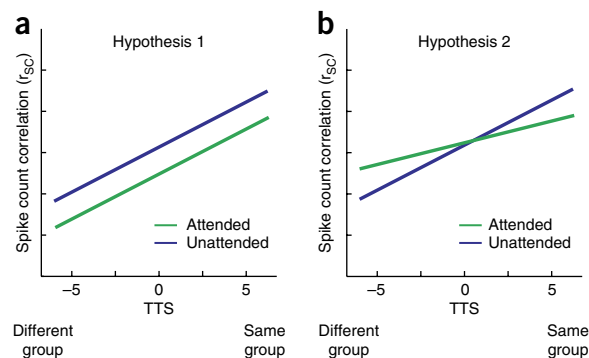 a
Hypothesis 1
Spike count correlation (rSC)
Attended
Unattended
−5
0
5
TTS
Different
group
Same
group
b
Hypothesis 2
Spike count correlation (rSC)
Attended
Unattended
−5
0
5
TTS
Different
group
Same
group